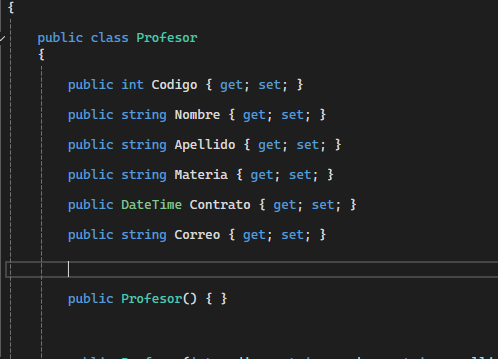 {
public class Profesor
{
public int Codigo { get; set; }
public string Nombre { get; set; }
public string Apellido { get; set; }
public string Materia { get; set; }
public DateTime Contrato { get; set; }
public string Correo { get; set; }
public Profesor() { }